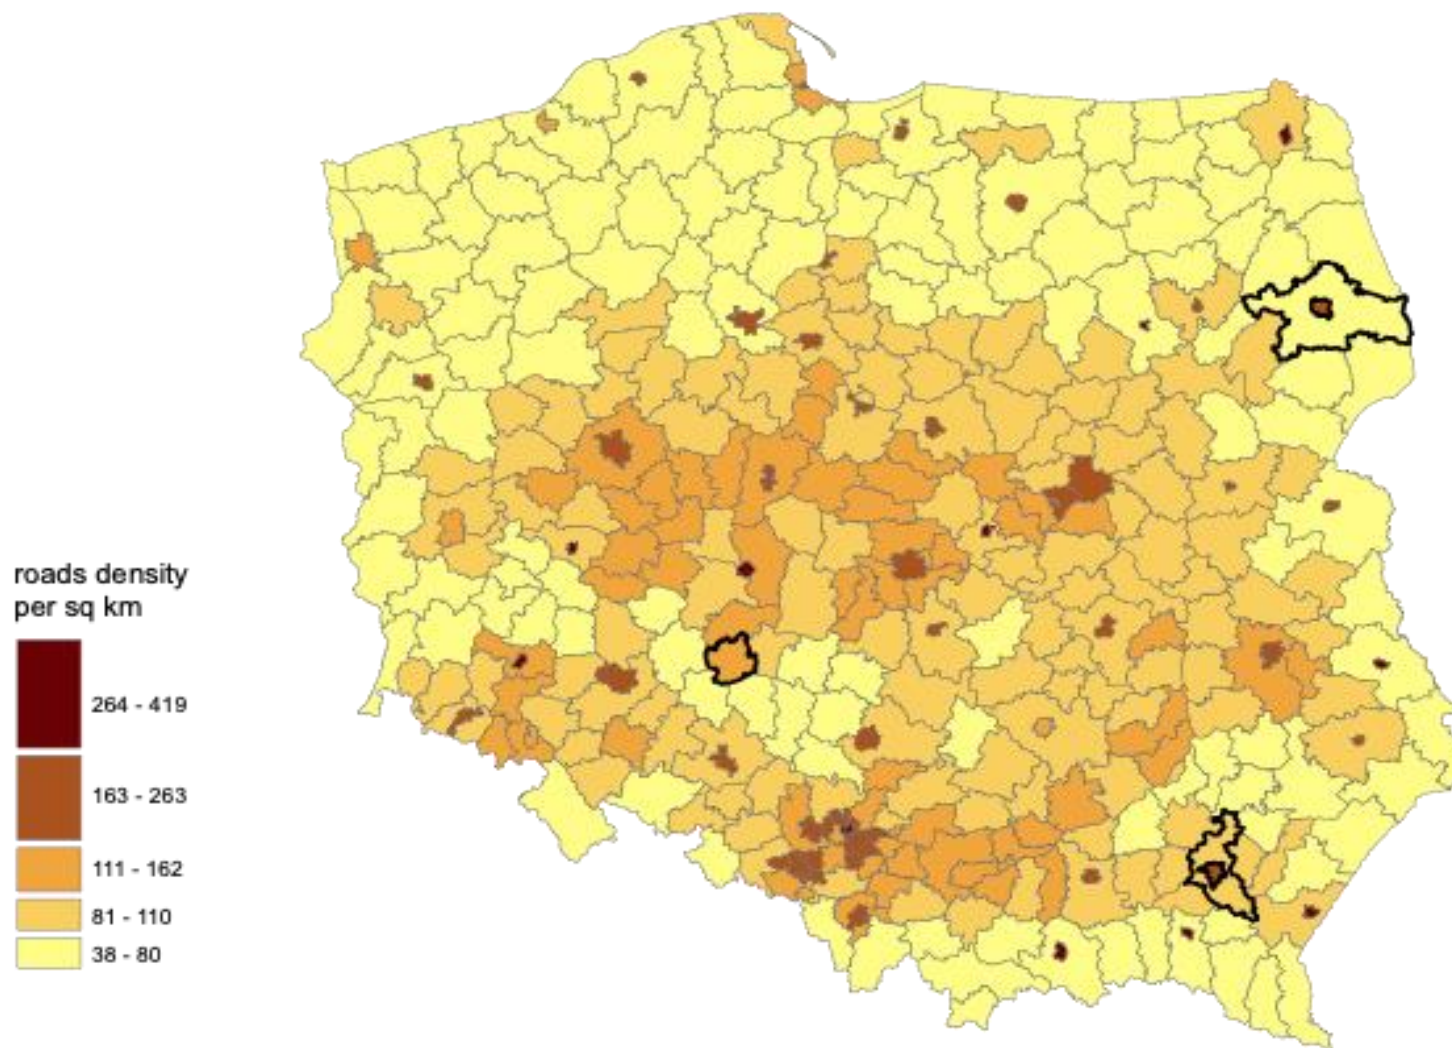 roads density
per sq km
264 - 419
163 - 263
111 - 162
81 - 110
38 - 80